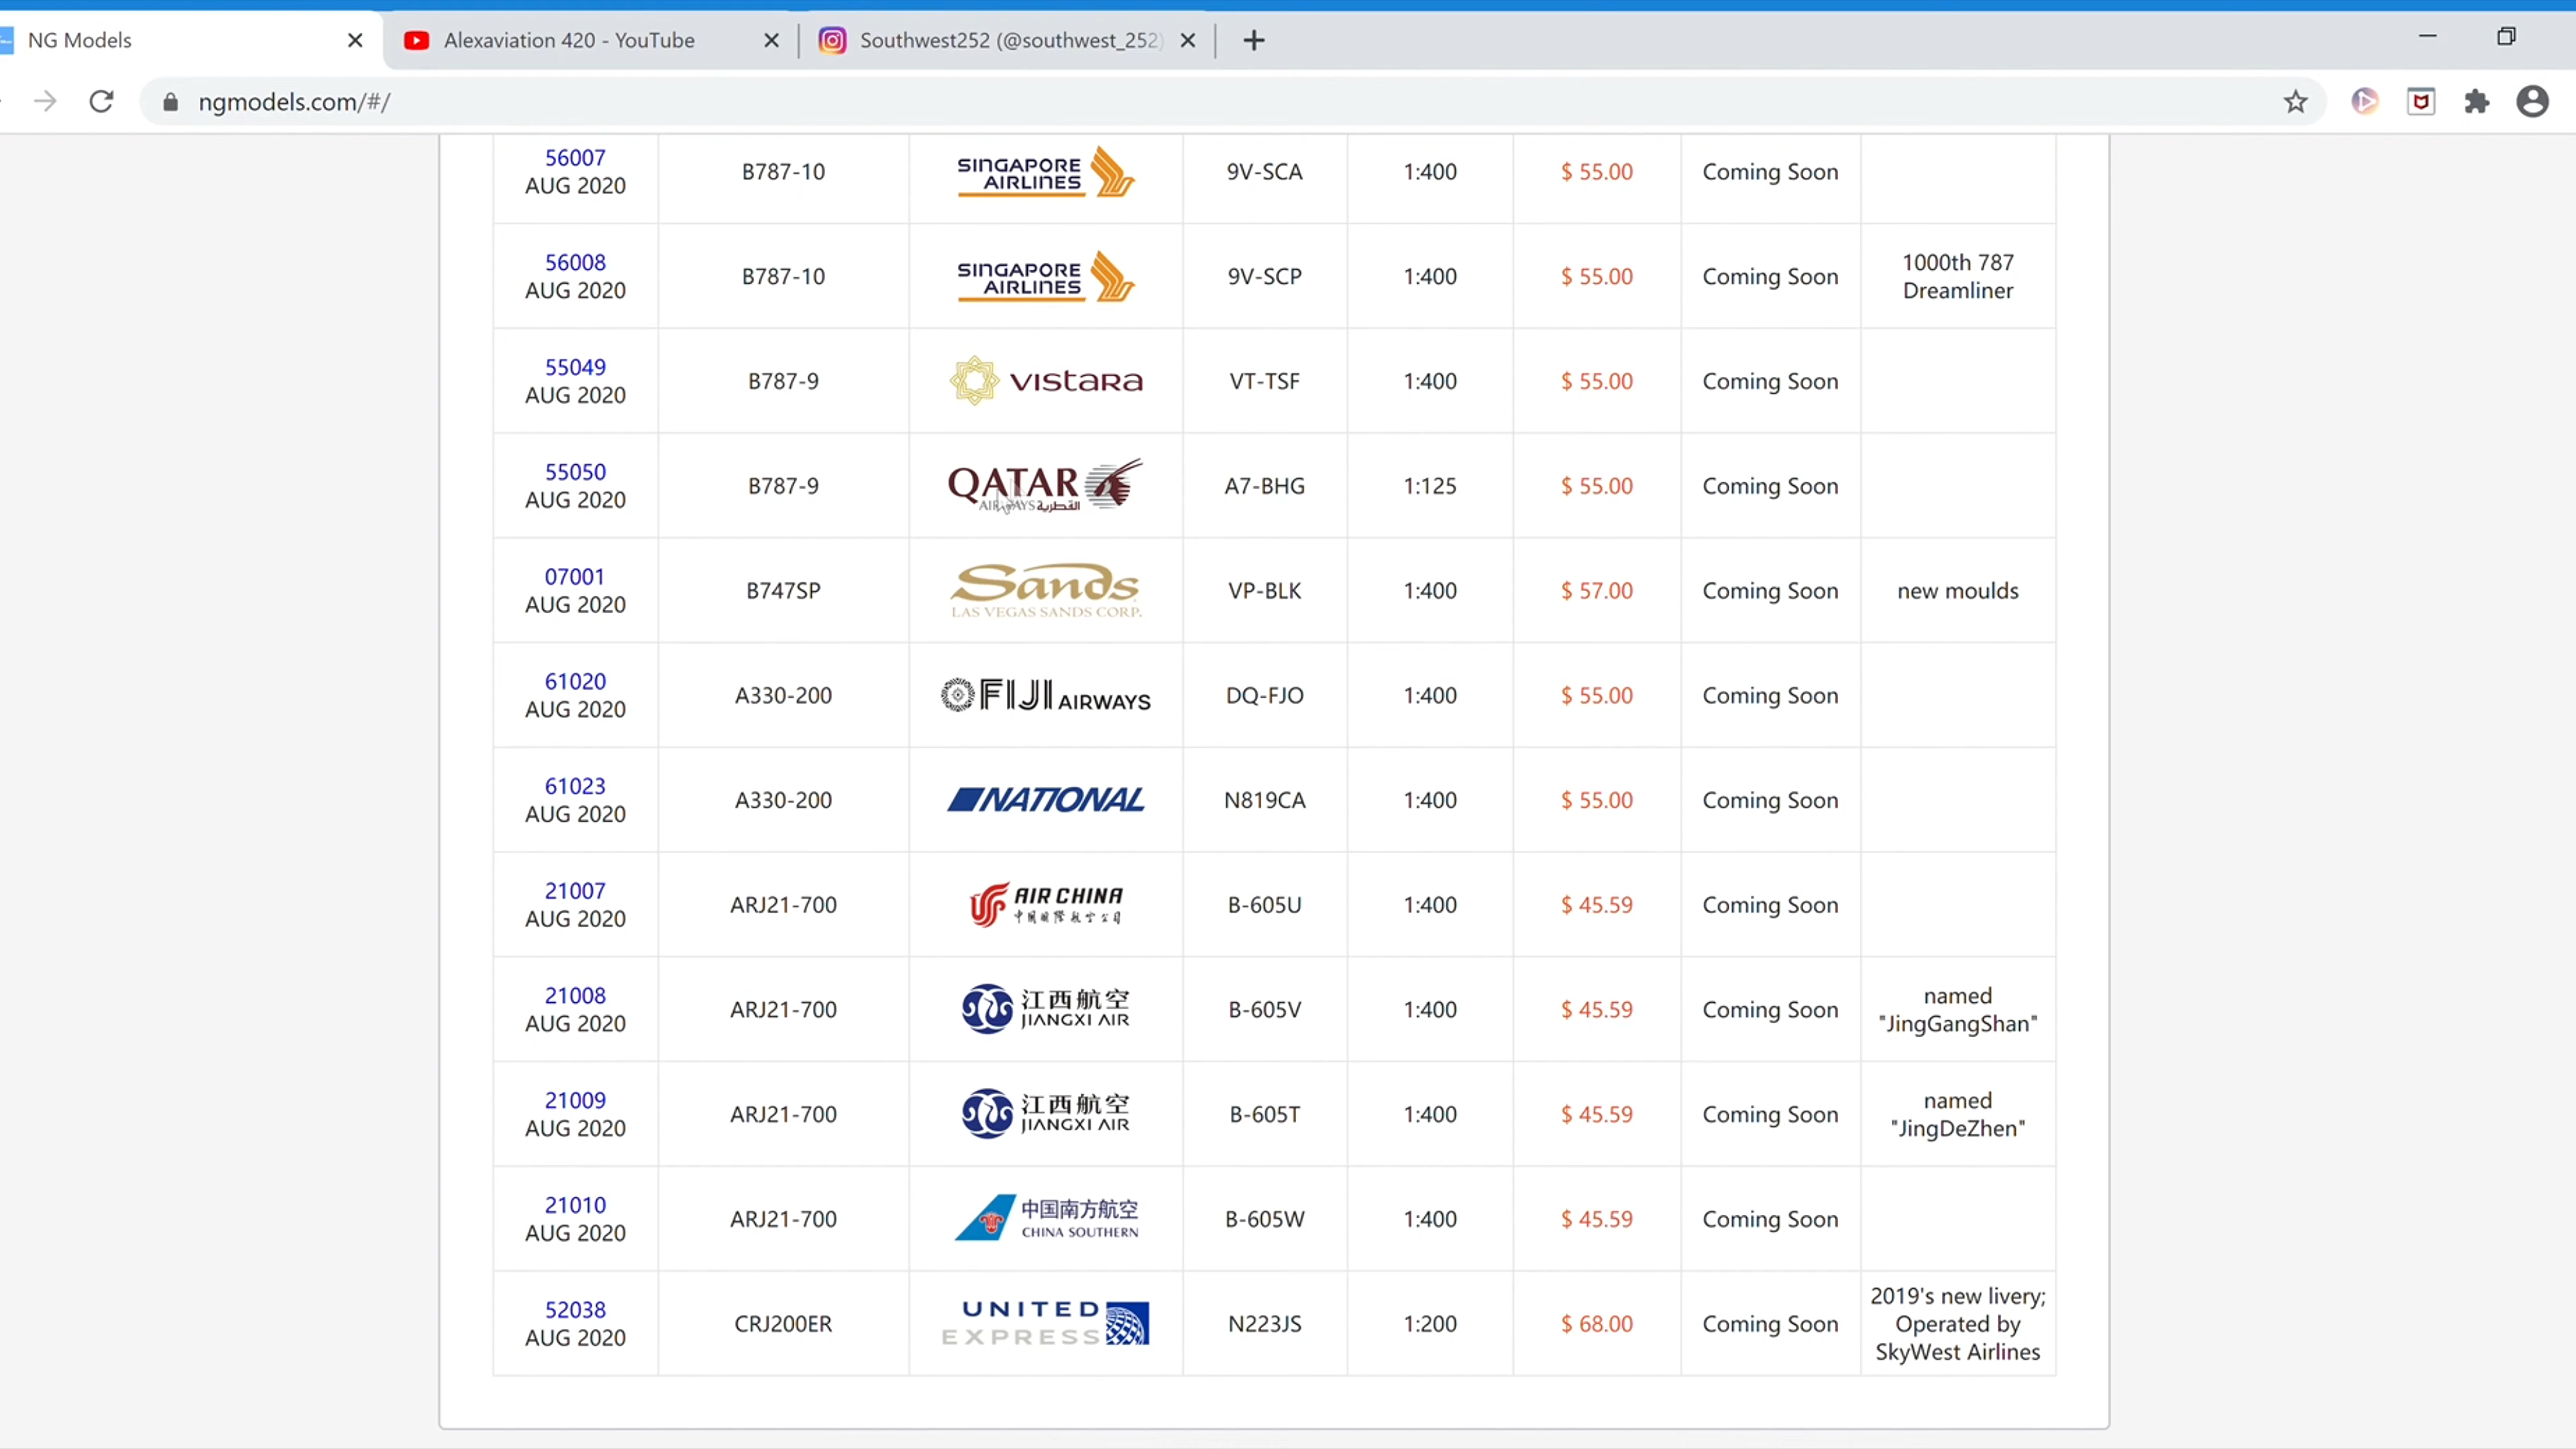 NG Models
Alexaviation 420 - YouTube
Southwest252 (@southwest_252)
ngmodels.com/#/
56007
AUG 2020
B787-10
SINGAPORE
AIRLINES
9V-SCA
1:400
$ 55.00
Coming Soon
56008
AUG 2020
B787-10
SINGAPORE
AIRLINES
9V-SCP
1:400
$ 55.00
Coming Soon
1000th 787
Dreamliner
55049
AUG 2020
B787-9
VISTARA
VT-TSF
1:400
$ 55.00
Coming Soon
55050
AUG 2020
B787-9
QATAR
AIRWAYS القطرية
A7-BHG
1:125
$ 55.00
Coming Soon
07001
AUG 2020
B747SP
Sands
LAS VEGAS SANDS CORP.
VP-BLK
1:400
$ 57.00
Coming Soon
new moulds
61020
AUG 2020
A330-200
FIJI AIRWAYS
DQ-FJO
1:400
$ 55.00
Coming Soon
61023
AUG 2020
A330-200
NATIONAL
N819CA
1:400
$ 55.00
Coming Soon
21007
AUG 2020
ARJ21-700
AIR CHINA
中国国际航空公司
B-605U
1:400
$ 45.59
Coming Soon
21008
AUG 2020
ARJ21-700
江西航空
JIANGXI AIR
B-605V
1:400
$ 45.59
Coming Soon
named
"JingGangShan"
21009
AUG 2020
ARJ21-700
江西航空
JIANGXI AIR
B-605T
1:400
$ 45.59
Coming Soon
named
"JingDeZhen"
21010
AUG 2020
ARJ21-700
中国南方航空
CHINA SOUTHERN
B-605W
1:400
$ 45.59
Coming Soon
52038
AUG 2020
CRJ200ER
UNITED
EXPRESS
N223JS
1:200
$ 68.00
Coming Soon
2019's new livery;
Operated by
SkyWest Airlines